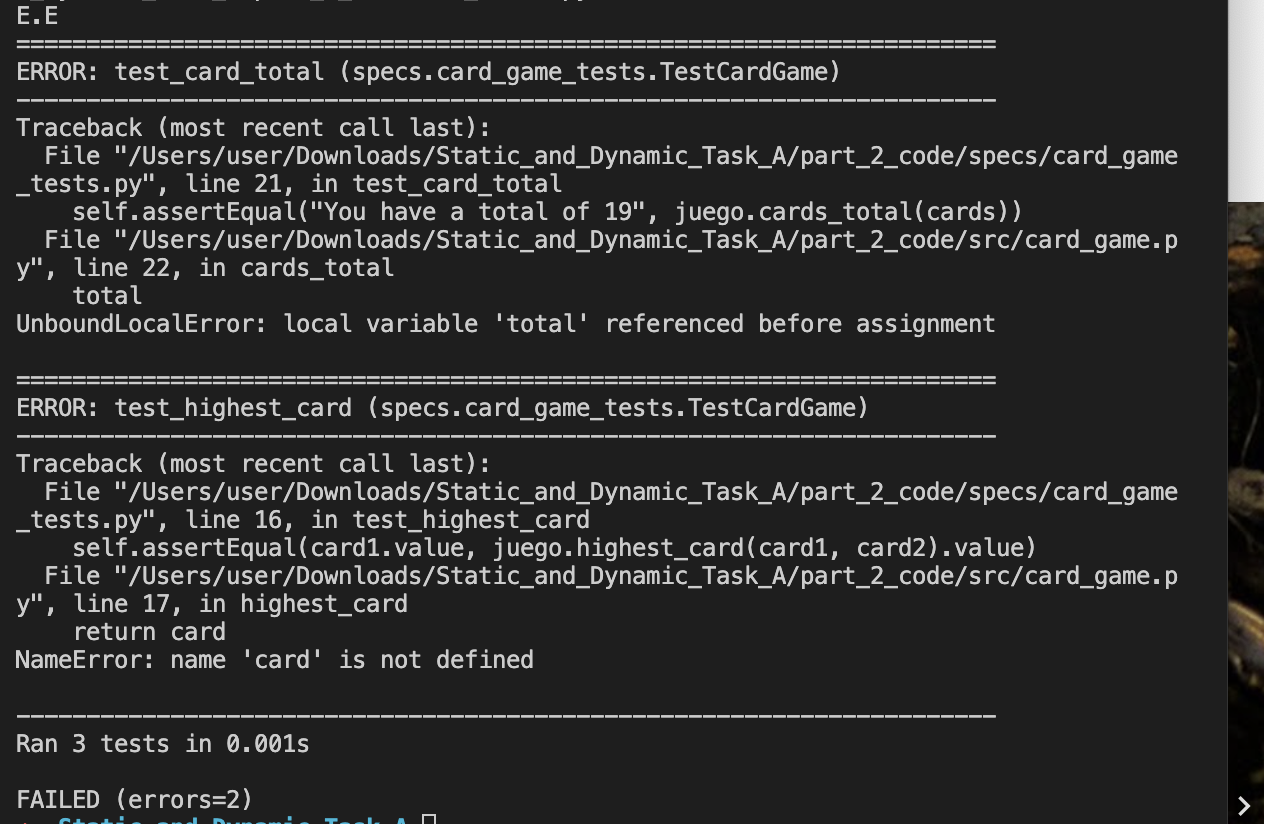 E.E
======================================================================
ERROR: test_card_total (specs.card_game_tests.TestCardGame)
----------------------------------------------------------------------
Traceback (most recent call last):
  File "/Users/user/Downloads/Static_and_Dynamic_Task_A/part_2_code/specs/card_game
_tests.py", line 21, in test_card_total
    self.assertEqual("You have a total of 19", juego.cards_total(cards))
  File "/Users/user/Downloads/Static_and_Dynamic_Task_A/part_2_code/src/card_game.p
y", line 22, in cards_total
    total
UnboundLocalError: local variable 'total' referenced before assignment

======================================================================
ERROR: test_highest_card (specs.card_game_tests.TestCardGame)
----------------------------------------------------------------------
Traceback (most recent call last):
  File "/Users/user/Downloads/Static_and_Dynamic_Task_A/part_2_code/specs/card_game
_tests.py", line 16, in test_highest_card
    self.assertEqual(card1.value, juego.highest_card(card1, card2).value)
  File "/Users/user/Downloads/Static_and_Dynamic_Task_A/part_2_code/src/card_game.p
y", line 17, in highest_card
    return card
NameError: name 'card' is not defined

----------------------------------------------------------------------
Ran 3 tests in 0.001s

FAILED (errors=2)
Static_and_Dynamic_Task_A